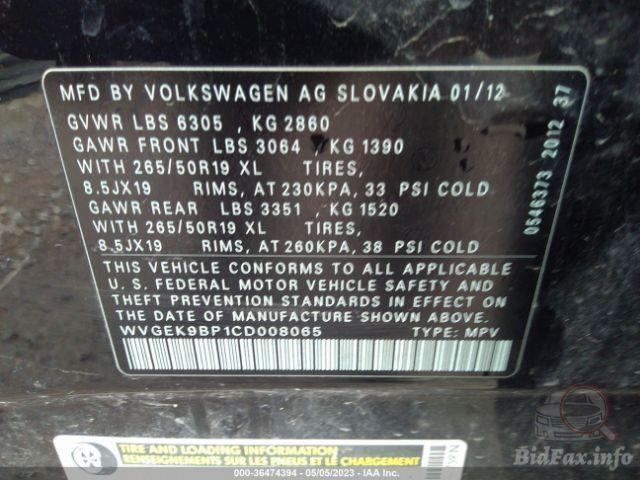 MFD BY VOLKSWAGEN AG SLOVAKIA 01/12
GVWR LBS 6305 , KG 2860
GAWR FRONT LBS 3064 , KG 1390
WITH 265/50R19 XL TIRES,
8.5JX19 RIMS, AT 230KPA, 33 PSI COLD
GAWR REAR LBS 3351 , KG 1520
WITH 265/50R19 XL TIRES,
8.5JX19 RIMS, AT 260KPA, 38 PSI COLD
THIS VEHICLE CONFORMS TO ALL APPLICABLE
U. S. FEDERAL MOTOR VEHICLE SAFETY AND
THEFT PREVENTION STANDARDS IN EFFECT ON
THE DATE OF MANUFACTURE SHOWN ABOVE.
WVGEK9BP1CD008065 TYPE: MPV
0546373 2012 37
TIRE AND LOADING INFORMATION
RENSEIGNEMENTS SUR LES PNEUS ET LE CHARGEMENT
000-36474394 - 05/05/2023 - IAA Inc.
BidFax.info